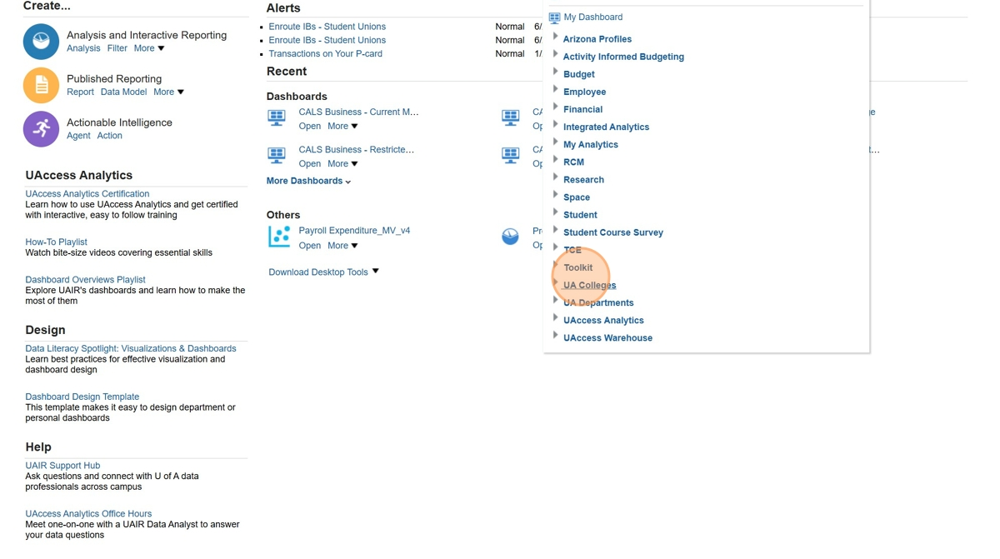 Create...
Analysis and Interactive Reporting
Analysis Filter More
Published Reporting
Report Data Model More
Actionable Intelligence
Agent Action
UAccess Analytics
UAccess Analytics Certification
Learn how to use UAccess Analytics and get certified
with interactive, easy to follow training
How-To Playlist
Watch bite-size videos covering essential skills
Dashboard Overviews Playlist
Explore UAIR's dashboards and learn how to make the
most of them
Design
Data Literacy Spotlight: Visualizations & Dashboards
Learn best practices for effective visualization and
dashboard design
Dashboard Design Template
This template makes it easy to design department or
personal dashboards
Help
UAIR Support Hub
Ask questions and connect with U of A data
professionals across campus
UAccess Analytics Office Hours
Meet one-on-one with a UAIR Data Analyst to answer
your data questions
Alerts
Enroute IBs - Student Unions Normal 6/
Enroute IBs - Student Unions Normal 6/
Transactions on Your P-card Normal 1/
Recent
Dashboards
CALS Business - Current M...
Open More
CALS Business - Restricte...
Open More
More Dashboards
Others
Payroll Expenditure_MV_v4
Open More
Download Desktop Tools
My Dashboard
Arizona Profiles
Activity Informed Budgeting
Budget
Employee
Financial
Integrated Analytics
My Analytics
RCM
Research
Space
Student
Student Course Survey
TCE
Toolkit
UA Colleges
UA Departments
UAccess Analytics
UAccess Warehouse